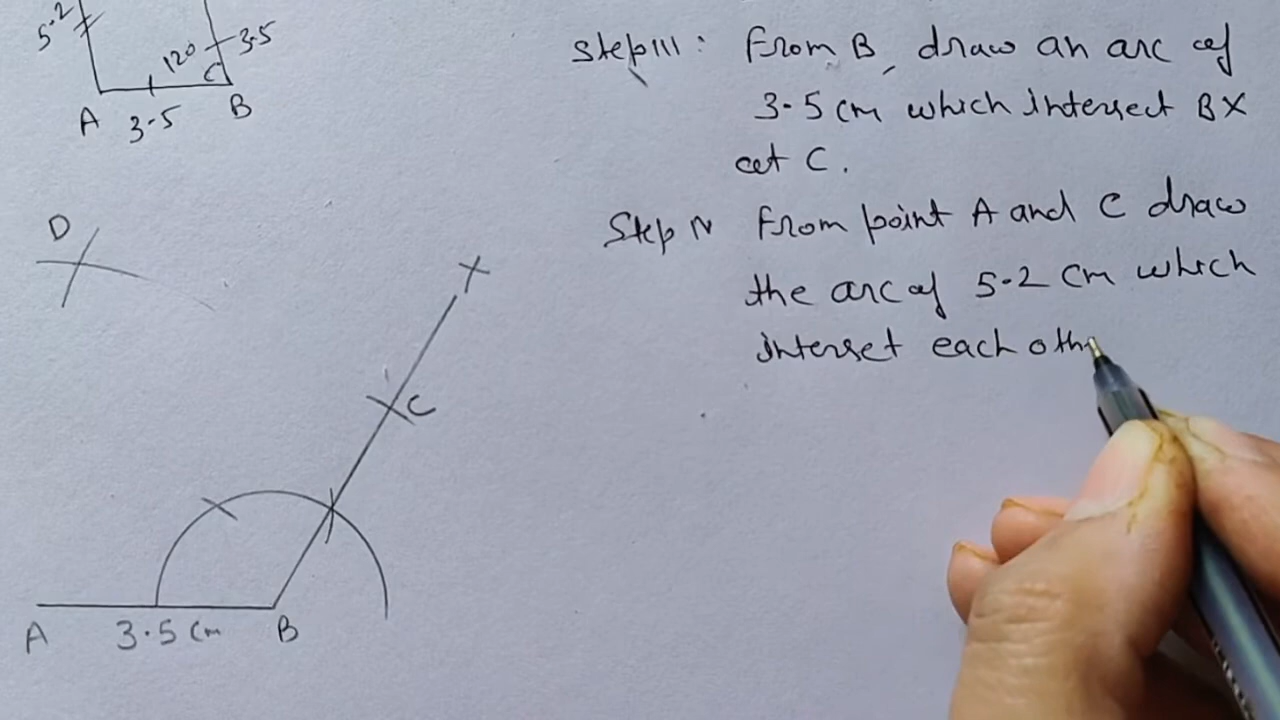 5.2
120
3.5
C
A
3.5
B
Step III : From B, draw an arc of
3.5 cm which intersect BX
at C.
Step IV From point A and C draw
the arc of 5.2 cm which
interset each oth
D
X
C
A
3.5 cm
B